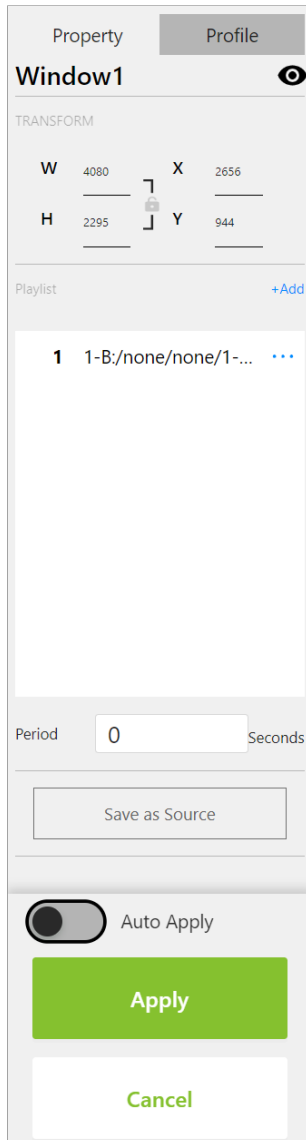 Property Profile
Window1
TRANSFORM
W 4080 X 2656
H 2295 Y 944
Playlist +Add
1 1-B:/none/none/1-... ...
Period 0 Seconds
Save as Source
Auto Apply
Apply
Cancel